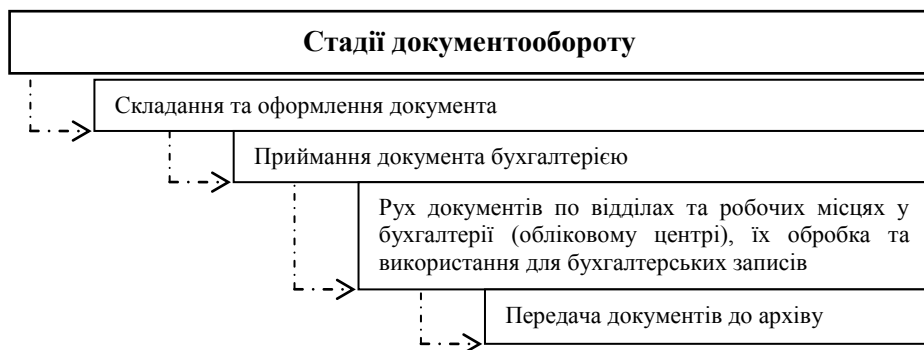 Стадії документообороту
Складання та оформлення документа
Приймання документа бухгалтерією
Рух документів по відділах та робочих місцях у
бухгалтерії (обліковому центрі), їх обробка та
використання для бухгалтерських записів
Передача документів до архіву